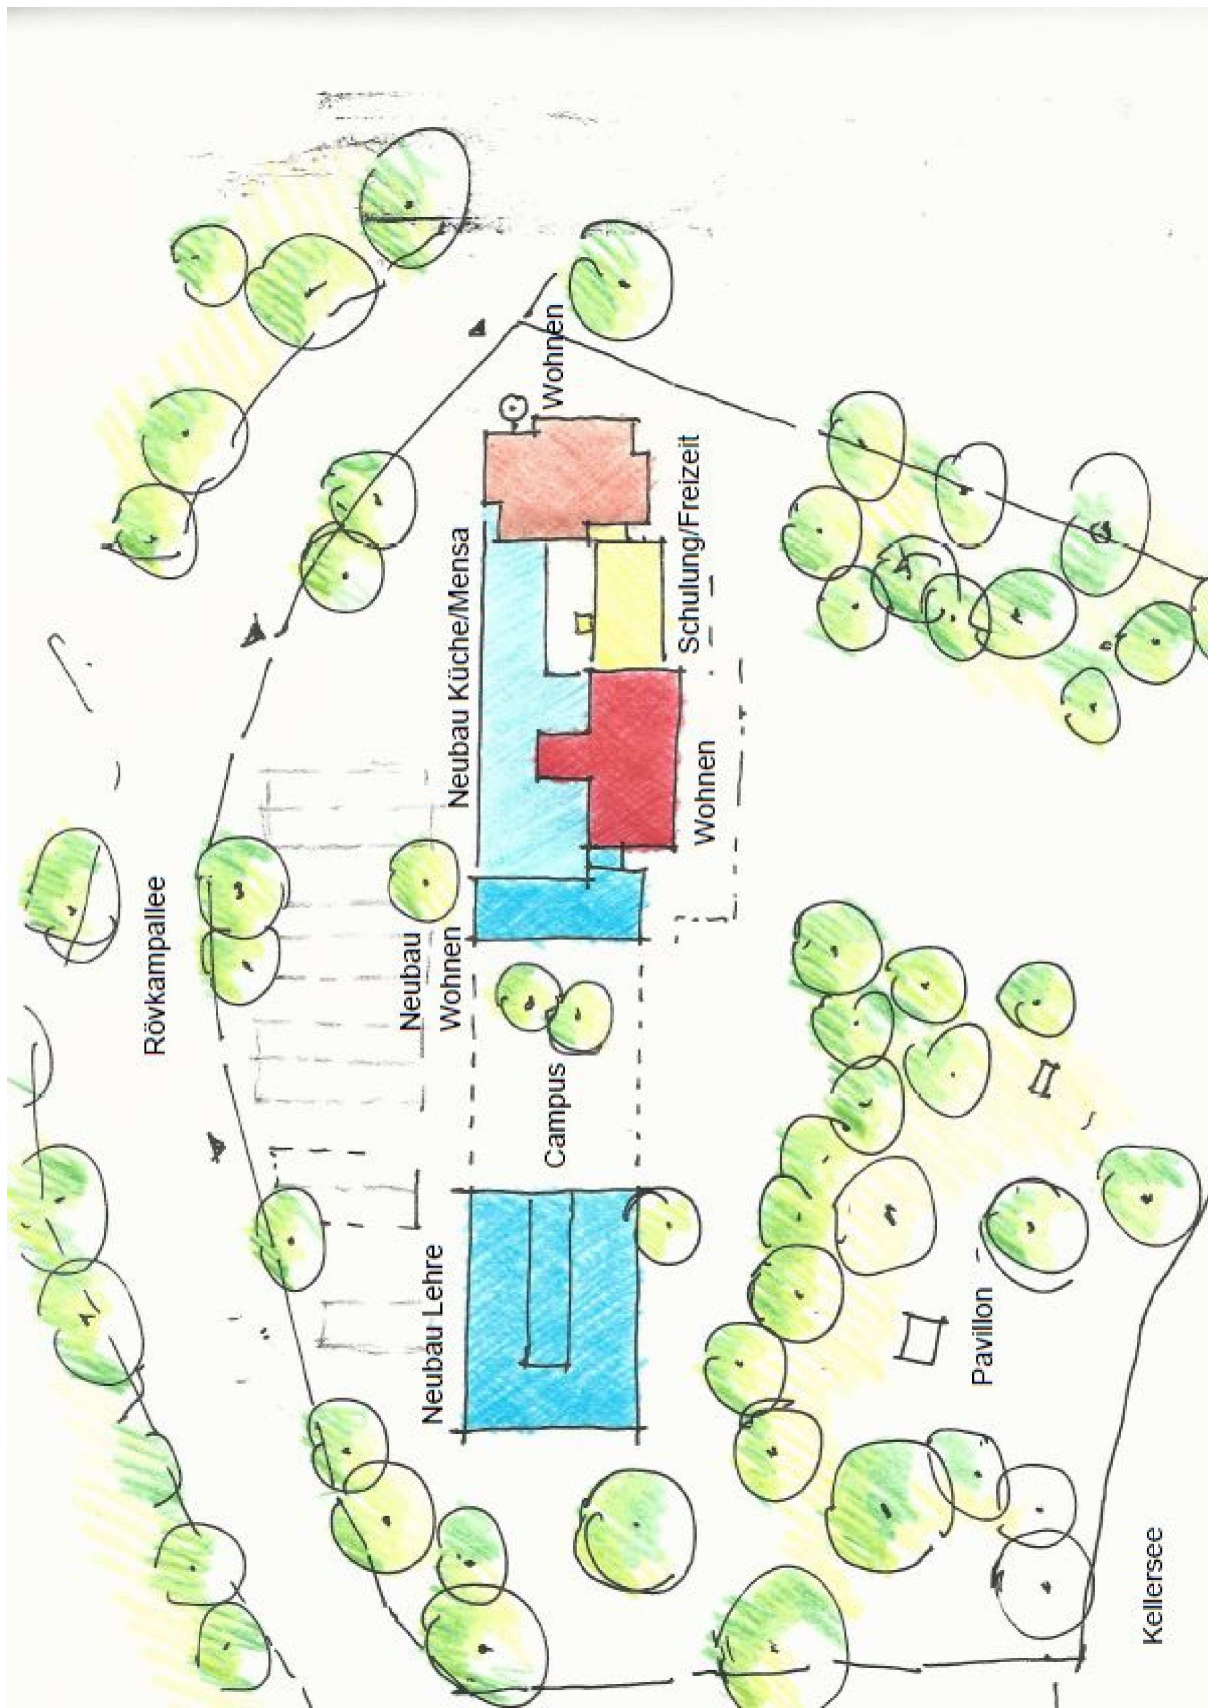 Rövkampallee
Neubau Lehre
Neubau
Wohnen
Neubau Küche/Mensa
Wohnen
Campus
Schulung/Freizeit
Wohnen
Pavillon
Kellersee